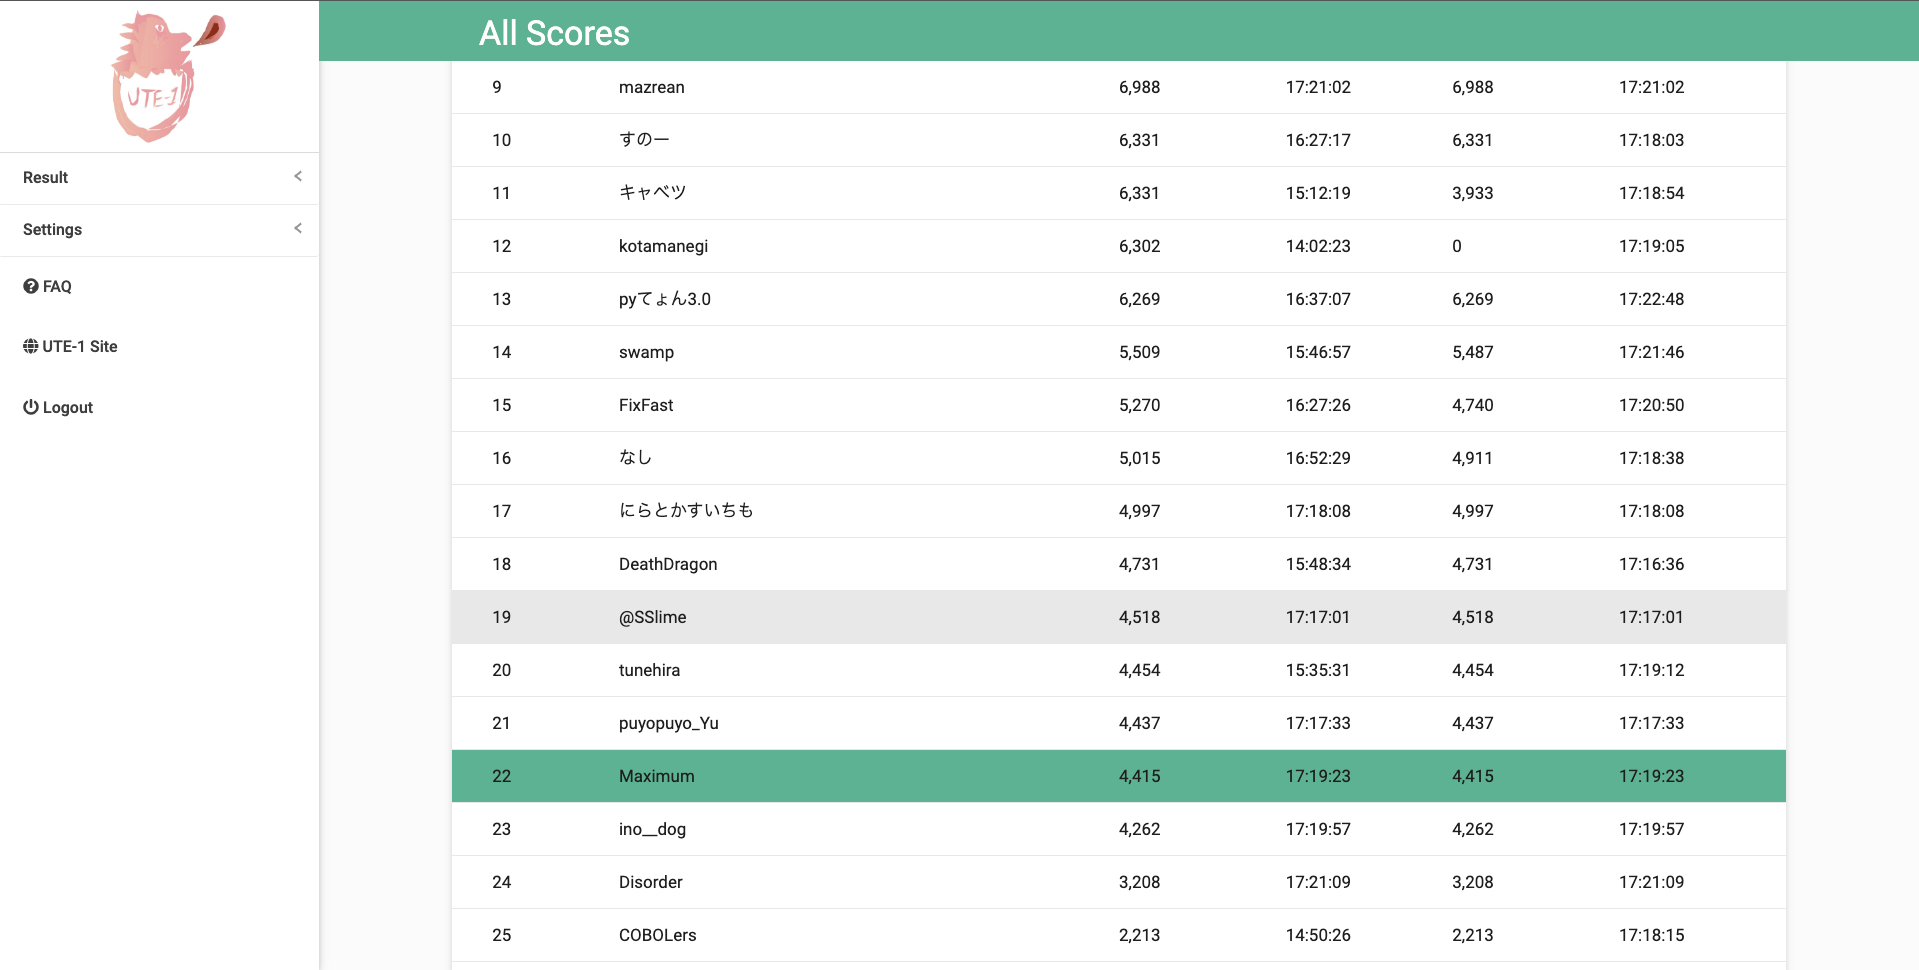 UTE-1
All Scores
Result
Settings
FAQ
UTE-1 Site
Logout
9 mazrean 6,988 17:21:02 6,988 17:21:02
10 すのー 6,331 16:27:17 6,331 17:18:03
11 キャベツ 6,331 15:12:19 3,933 17:18:54
12 kotamanegi 6,302 14:02:23 0 17:19:05
13 pyてょん3.0 6,269 16:37:07 6,269 17:22:48
14 swamp 5,509 15:46:57 5,487 17:21:46
15 FixFast 5,270 16:27:26 4,740 17:20:50
16 なし 5,015 16:52:29 4,911 17:18:38
17 にらとかすいちも 4,997 17:18:08 4,997 17:18:08
18 DeathDragon 4,731 15:48:34 4,731 17:16:36
19 @SSlime 4,518 17:17:01 4,518 17:17:01
20 tunehira 4,454 15:35:31 4,454 17:19:12
21 puyopuyo_Yu 4,437 17:17:33 4,437 17:17:33
22 Maximum 4,415 17:19:23 4,415 17:19:23
23 ino__dog 4,262 17:19:57 4,262 17:19:57
24 Disorder 3,208 17:21:09 3,208 17:21:09
25 COBOLers 2,213 14:50:26 2,213 17:18:15